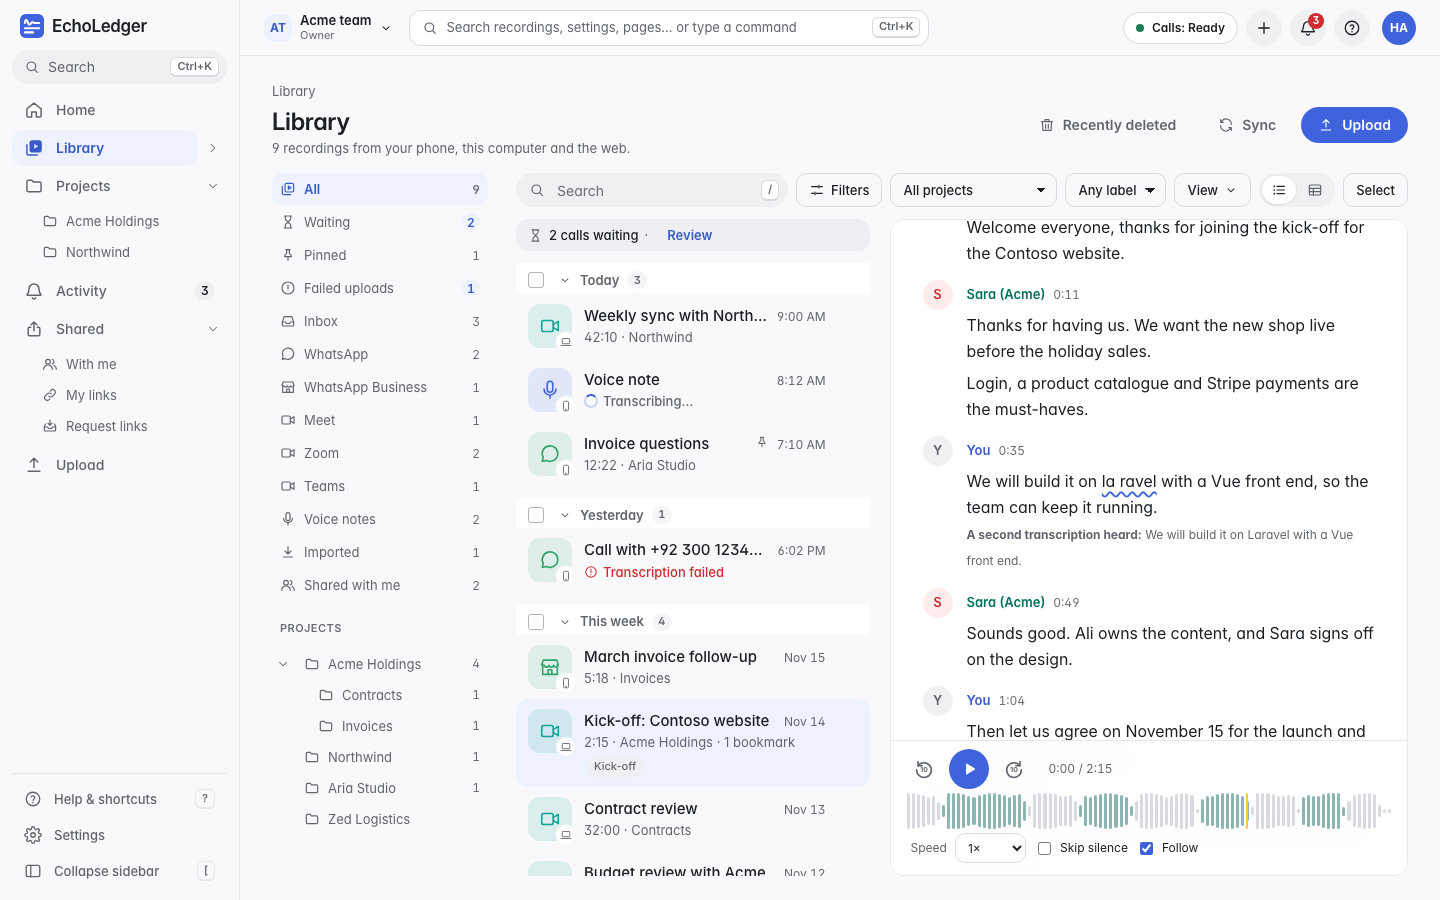 EchoLedger
Search Ctrl+K
Home
Library
Projects
Acme Holdings
Northwind
Activity 3
Shared
With me
My links
Request links
Upload
Help & shortcuts ?
Settings
Collapse sidebar [
AT Acme team
Owner
Search recordings, settings, pages... or type a command Ctrl+K
Calls: Ready
3
HA
Library
Library
9 recordings from your phone, this computer and the web.
Recently deleted
Sync
Upload
All 9
Waiting 2
Pinned 1
Failed uploads 1
Inbox 3
WhatsApp 2
WhatsApp Business 1
Meet 1
Zoom 2
Teams 1
Voice notes 2
Imported 1
Shared with me 2
PROJECTS
Acme Holdings 4
Contracts 1
Invoices 1
Northwind 1
Aria Studio 1
Zed Logistics
Search /
Filters
All projects
Any label
View
Select
2 calls waiting · Review
Today 3
Weekly sync with North... 9:00 AM
42:10 · Northwind
Voice note 8:12 AM
Transcribing...
Invoice questions 7:10 AM
12:22 · Aria Studio
Yesterday 1
Call with +92 300 1234... 6:02 PM
Transcription failed
This week 4
March invoice follow-up Nov 15
5:18 · Invoices
Kick-off: Contoso website Nov 14
2:15 · Acme Holdings · 1 bookmark
Kick-off
Contract review Nov 13
32:00 · Contracts
Budget review with Acme Nov 12
Welcome everyone, thanks for joining the kick-off for
the Contoso website.
S Sara (Acme) 0:11
Thanks for having us. We want the new shop live
before the holiday sales.
Login, a product catalogue and Stripe payments are
the must-haves.
Y You 0:35
We will build it on la ravel with a Vue front end, so the
team can keep it running.
A second transcription heard: We will build it on Laravel with a Vue
front end.
S Sara (Acme) 0:49
Sounds good. Ali owns the content, and Sara signs off
on the design.
Y You 1:04
Then let us agree on November 15 for the launch and
10
10
0:00 / 2:15
Speed 1× Skip silence Follow